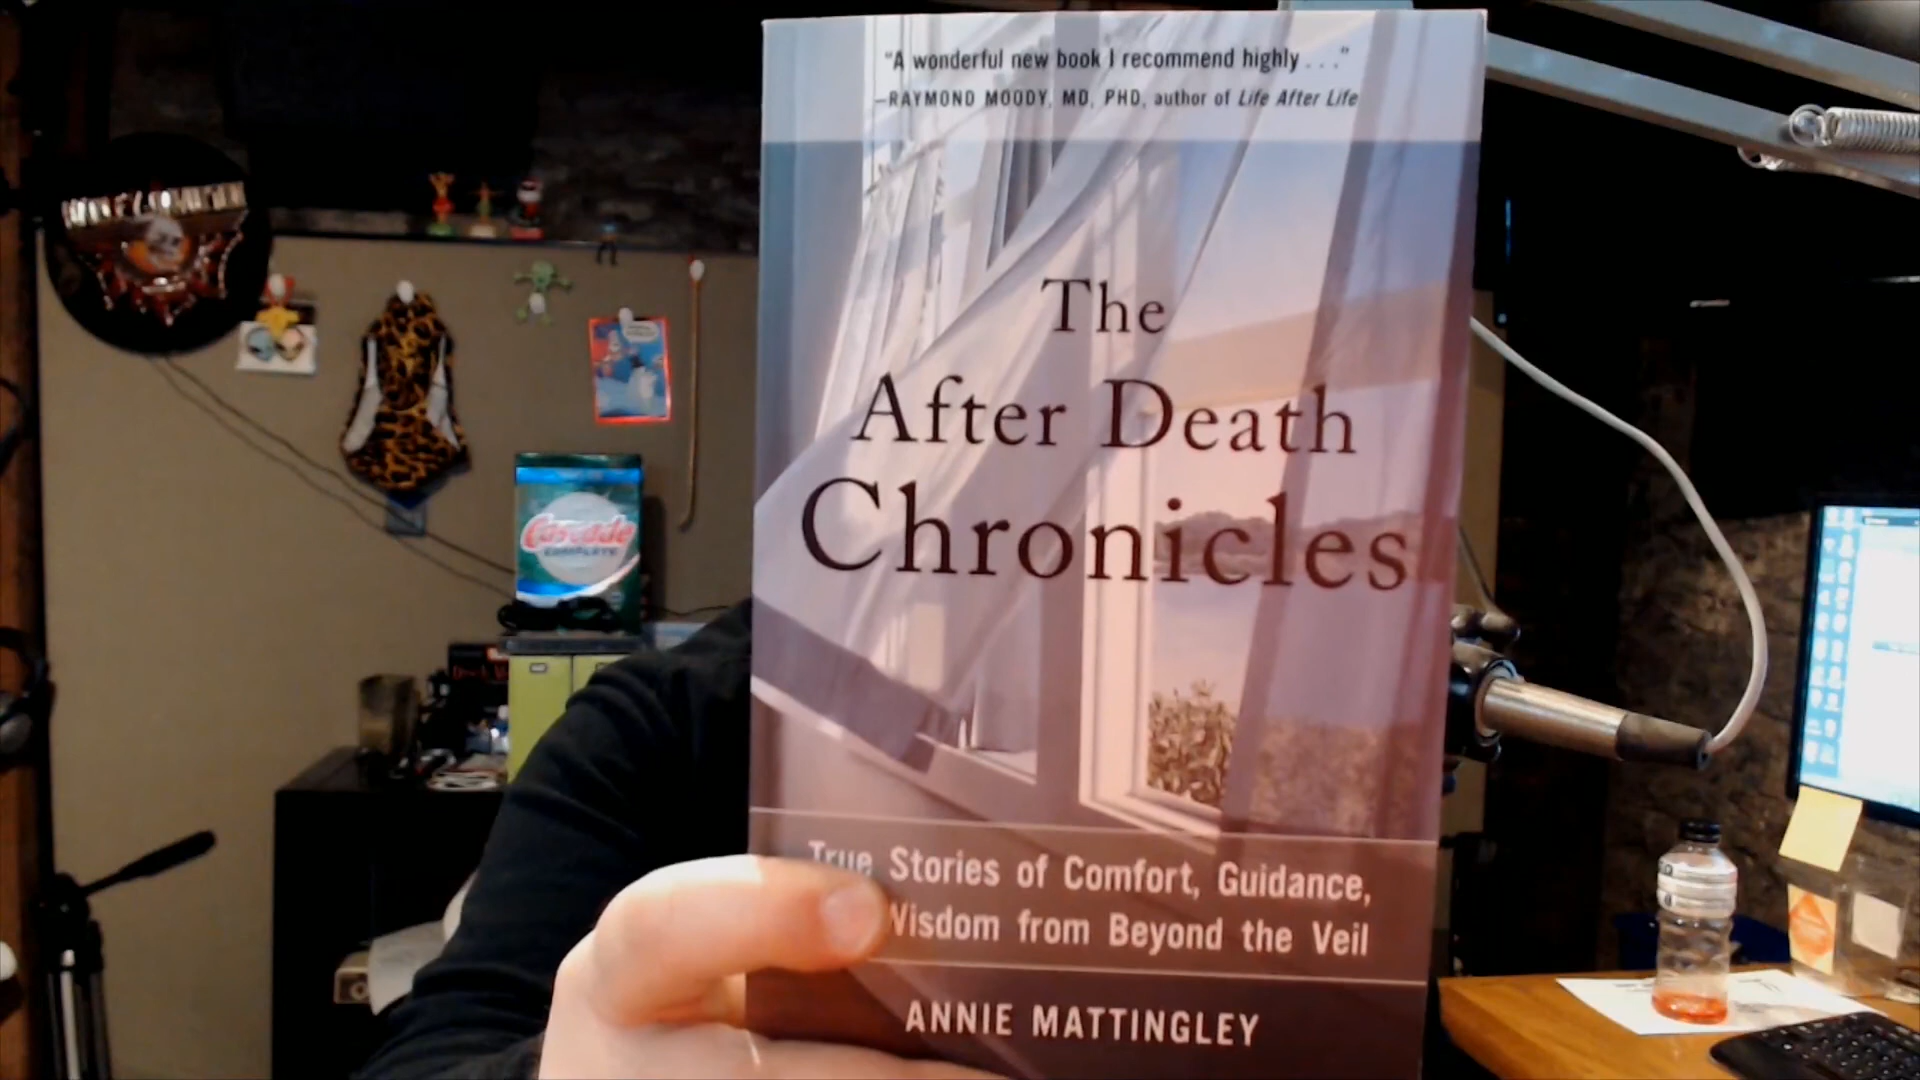 "A wonderful new book I recommend highly . . ."
—RAYMOND MOODY, MD, PHD, author of Life After Life
The
After Death
Chronicles
True Stories of Comfort, Guidance,
Wisdom from Beyond the Veil
ANNIE MATTINGLEY
Cascade
COMPLETE